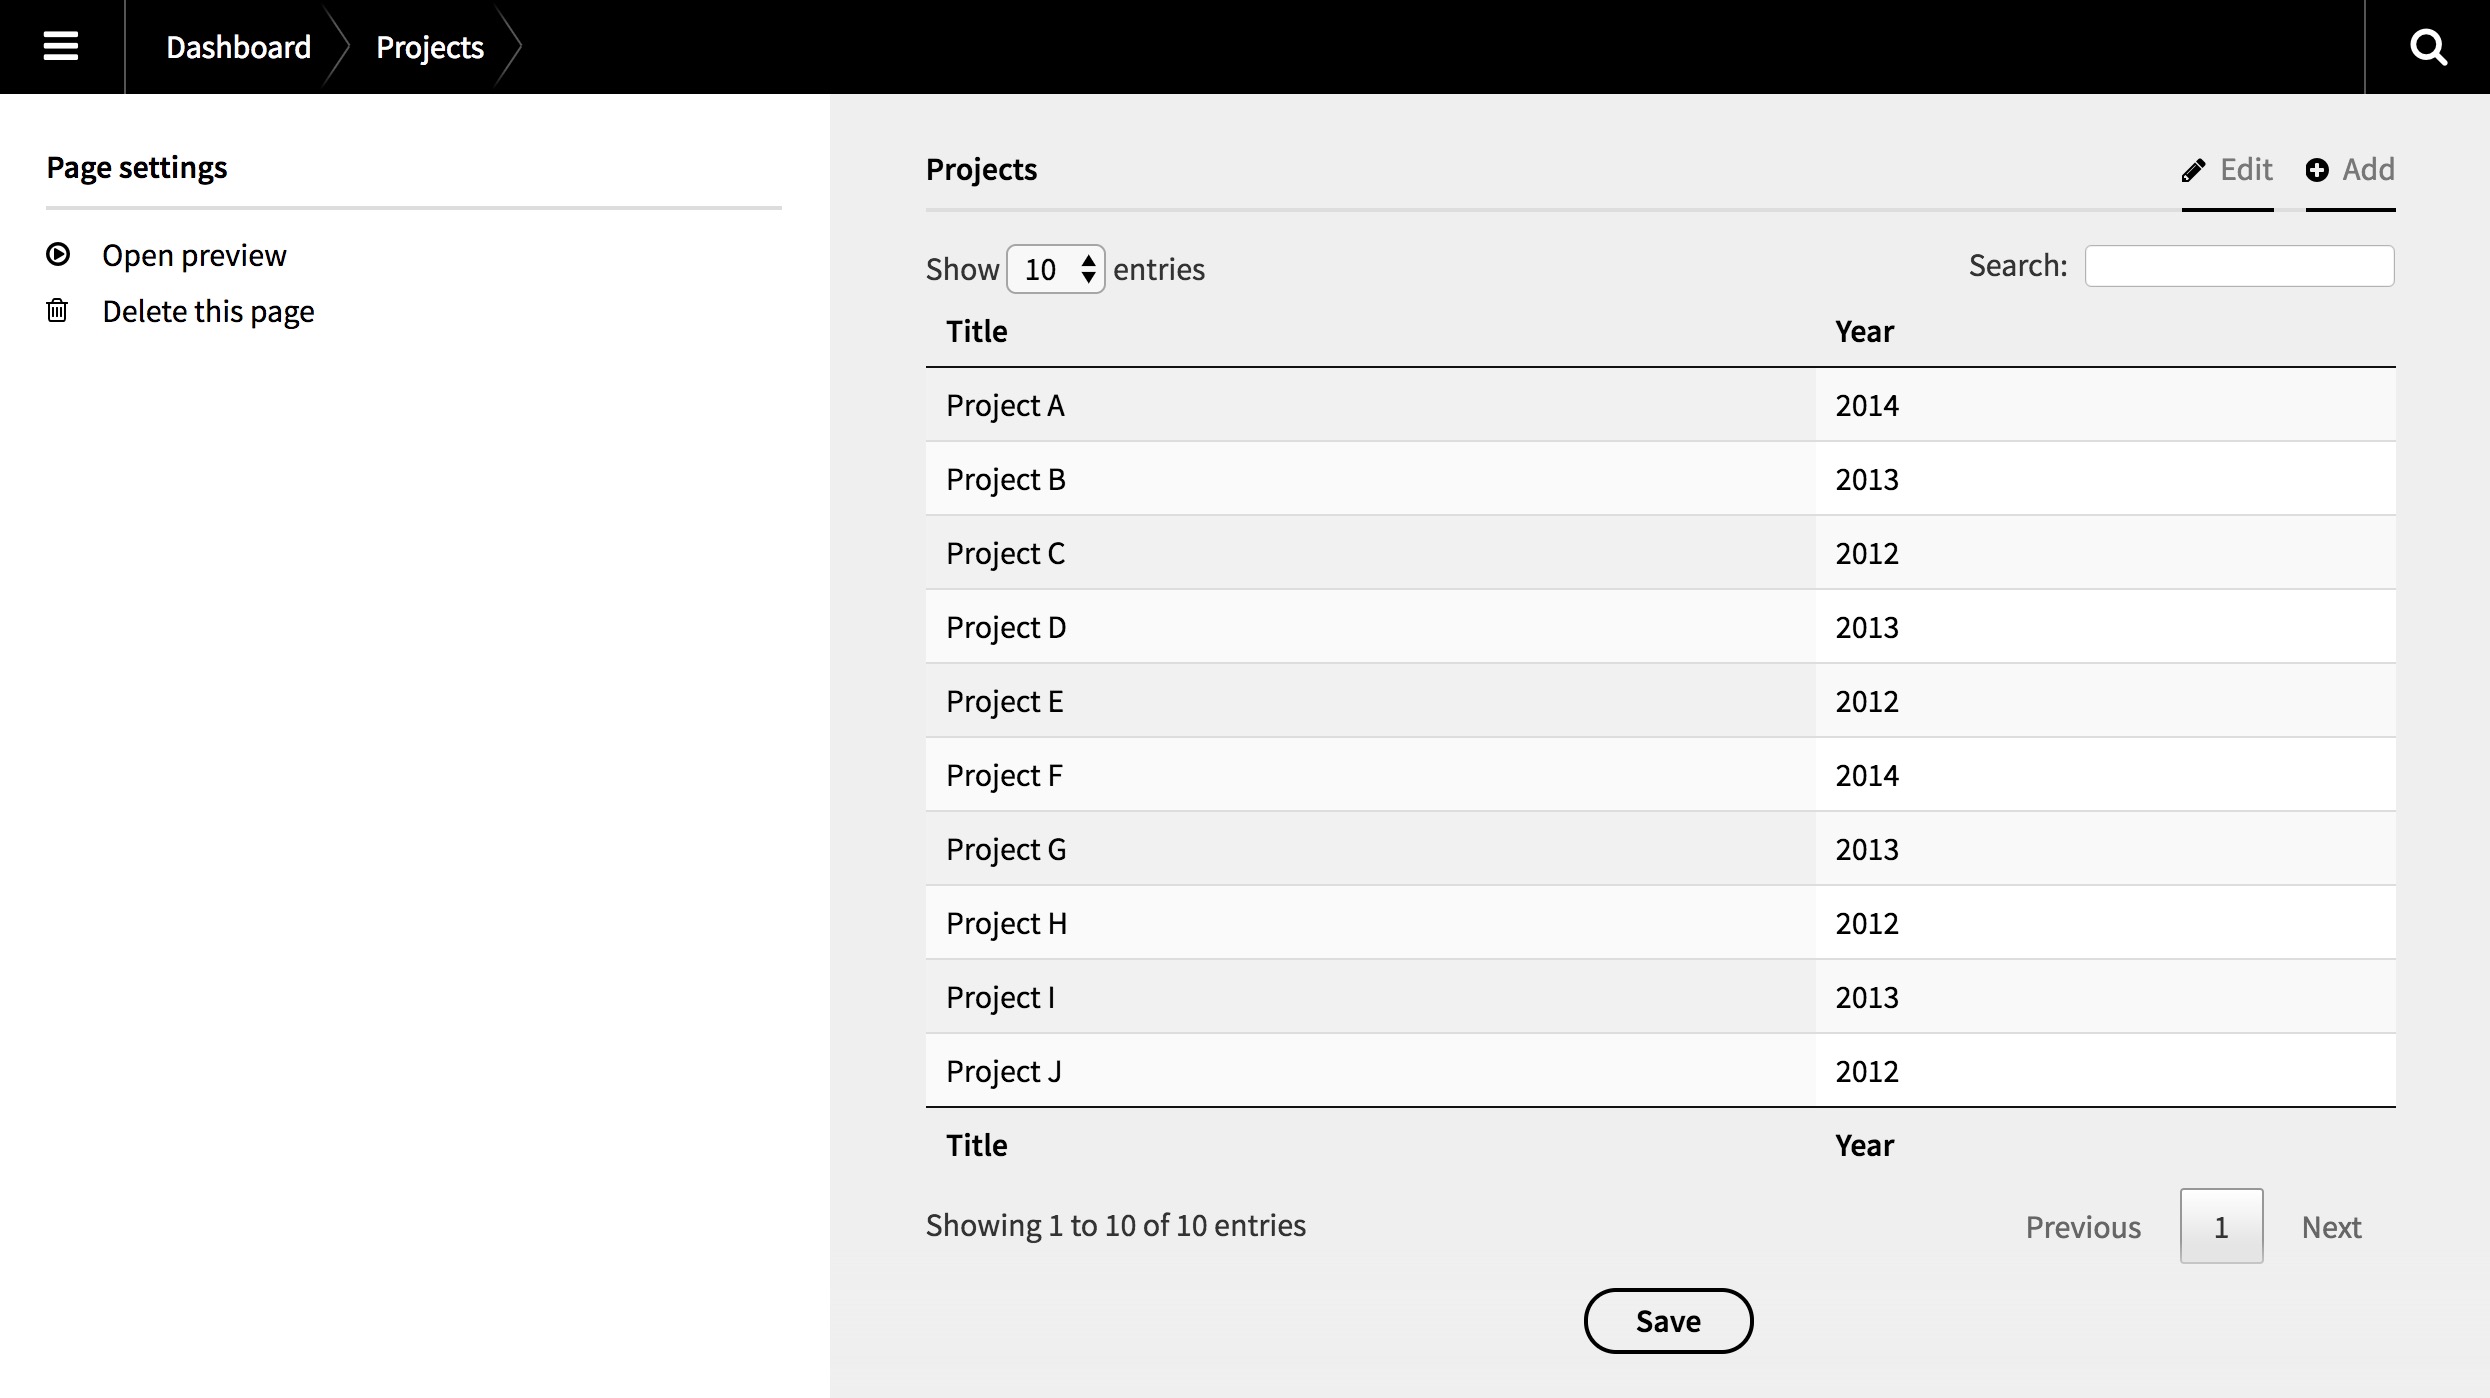 Dashboard Projects
Page settings
Open preview
Delete this page
Projects Edit Add
Show 10 entries Search:
Title Year
Project A 2014
Project B 2013
Project C 2012
Project D 2013
Project E 2012
Project F 2014
Project G 2013
Project H 2012
Project I 2013
Project J 2012
Title Year
Showing 1 to 10 of 10 entries Previous 1 Next
Save